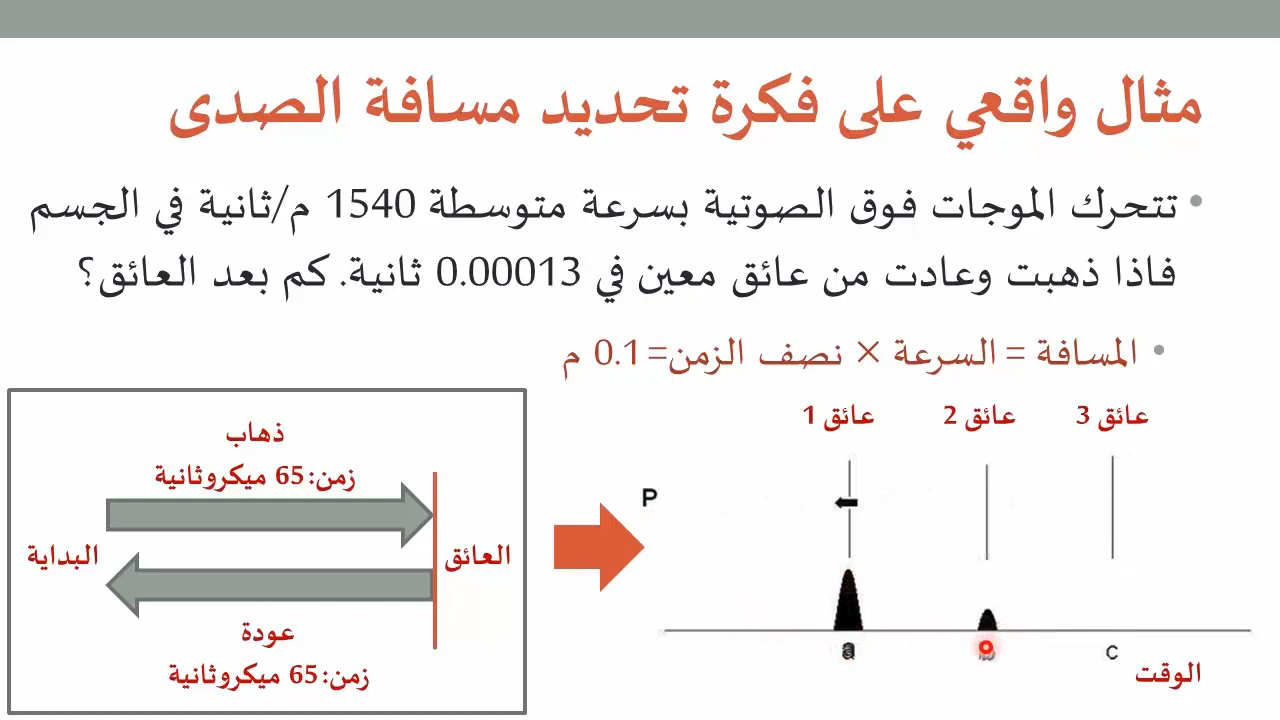 مثال واقعي على فكرة تحديد مسافة الصدى
• تتحرك الموجات فوق الصوتية بسرعة متوسطة 1540 م/ثانية في الجسم
فاذا ذهبت وعادت من عائق معين في 0.00013 ثانية. كم بعد العائق؟
• المسافة = السرعة × نصف الزمن=0.1 م
عائق 3
عائق 2
عائق 1
ذهاب
زمن:65 ميكروثانية
العائق
البداية
عودة
زمن:65 ميكروثانية
P
a
c
الوقت